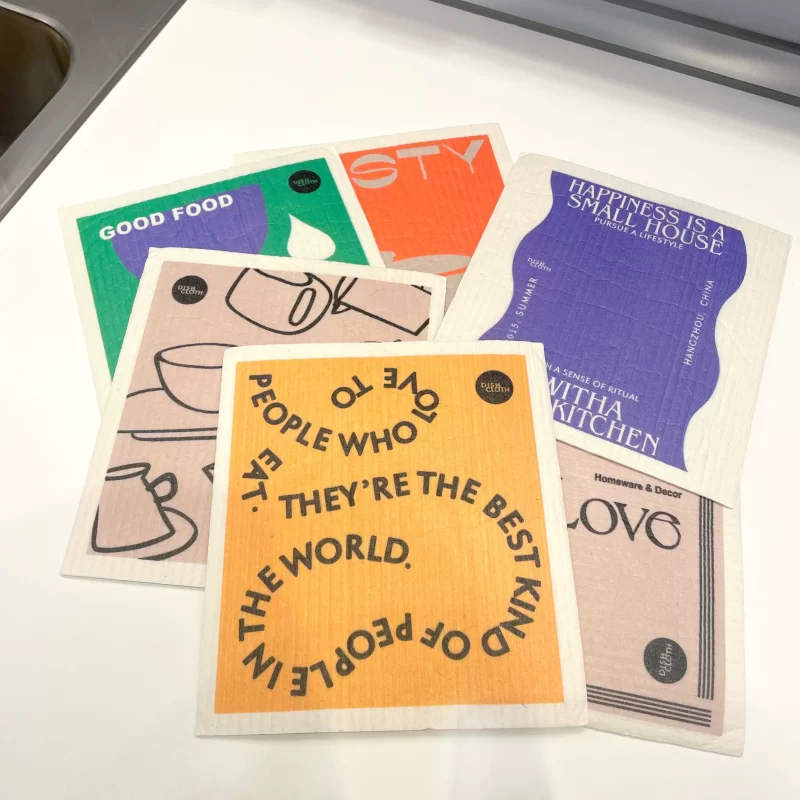 GOOD FOOD
DISH
CLOTH
STY
HAPPINESS IS A
SMALL HOUSE
PURSUE A LIFESTYLE
DISH
CLOTH
015, SUMMER
HANGZHOU, CHINA
H A SENSE OF RITUAL
WITHA
KITCHEN
DISH
CLOTH
DISH
CLOTH
PEOPLE WHO LOVE TO EAT.
THEY'RE THE BEST KIND OF PEOPLE IN THE WORLD.
Homeware & Decor
LOVE
DISH
CLOTH